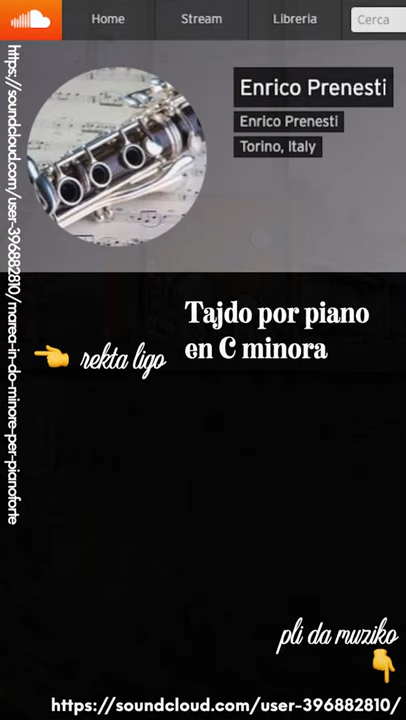 Home
Stream
Libreria
Cerca
Enrico Prenesti
Enrico Prenesti
Torino, Italy
https://soundcloud.com/user-396882810/marea-in-do-minore-per-pianoforte
Tajdo por piano
en C minora
👈 rekta ligo
pli da muziko
👇
https://soundcloud.com/user-396882810/